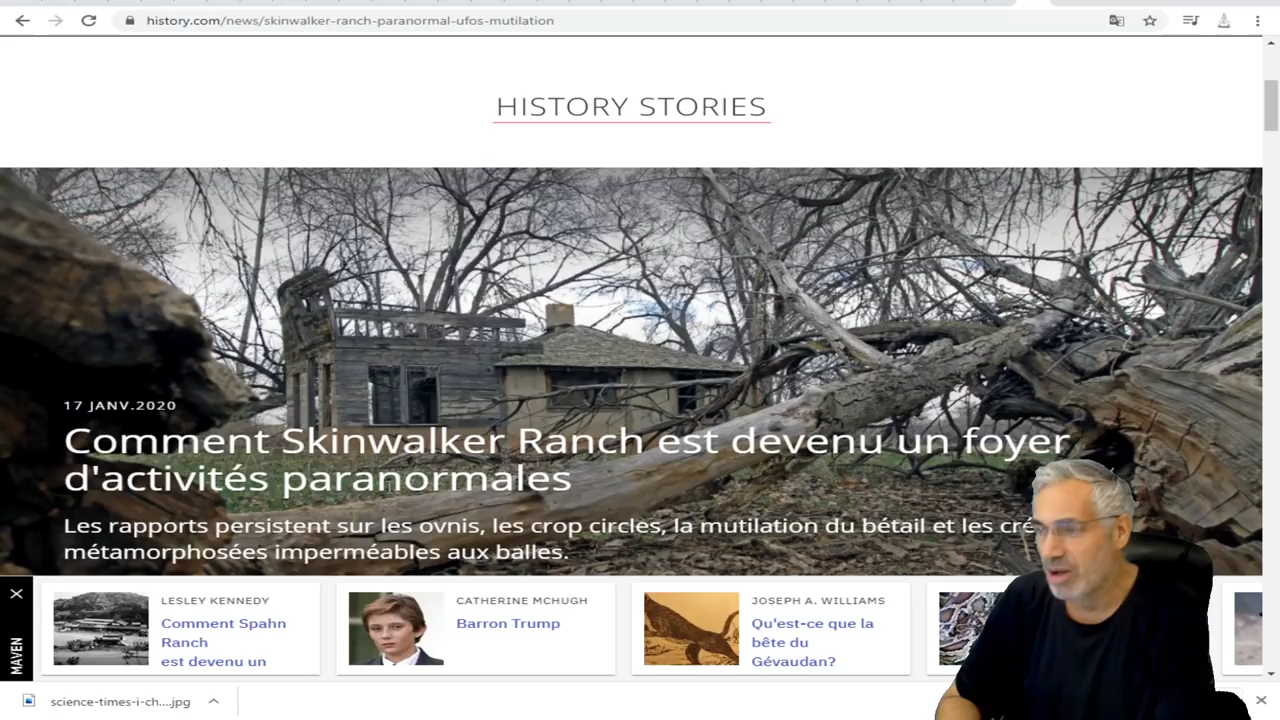 history.com/news/skinwalker-ranch-paranormal-ufos-mutilation
HISTORY STORIES
17 JANV.2020
Comment Skinwalker Ranch est devenu un foyer
d'activités paranormales
Les rapports persistent sur les ovnis, les crop circles, la mutilation du bétail et les cré
métamorphosées imperméables aux balles.
MAVEN
LESLEY KENNEDY
Comment Spahn
Ranch
est devenu un
CATHERINE MCHUGH
Barron Trump
JOSEPH A. WILLIAMS
Qu'est-ce que la
bête du
Gévaudan?
science-times-i-ch....jpg